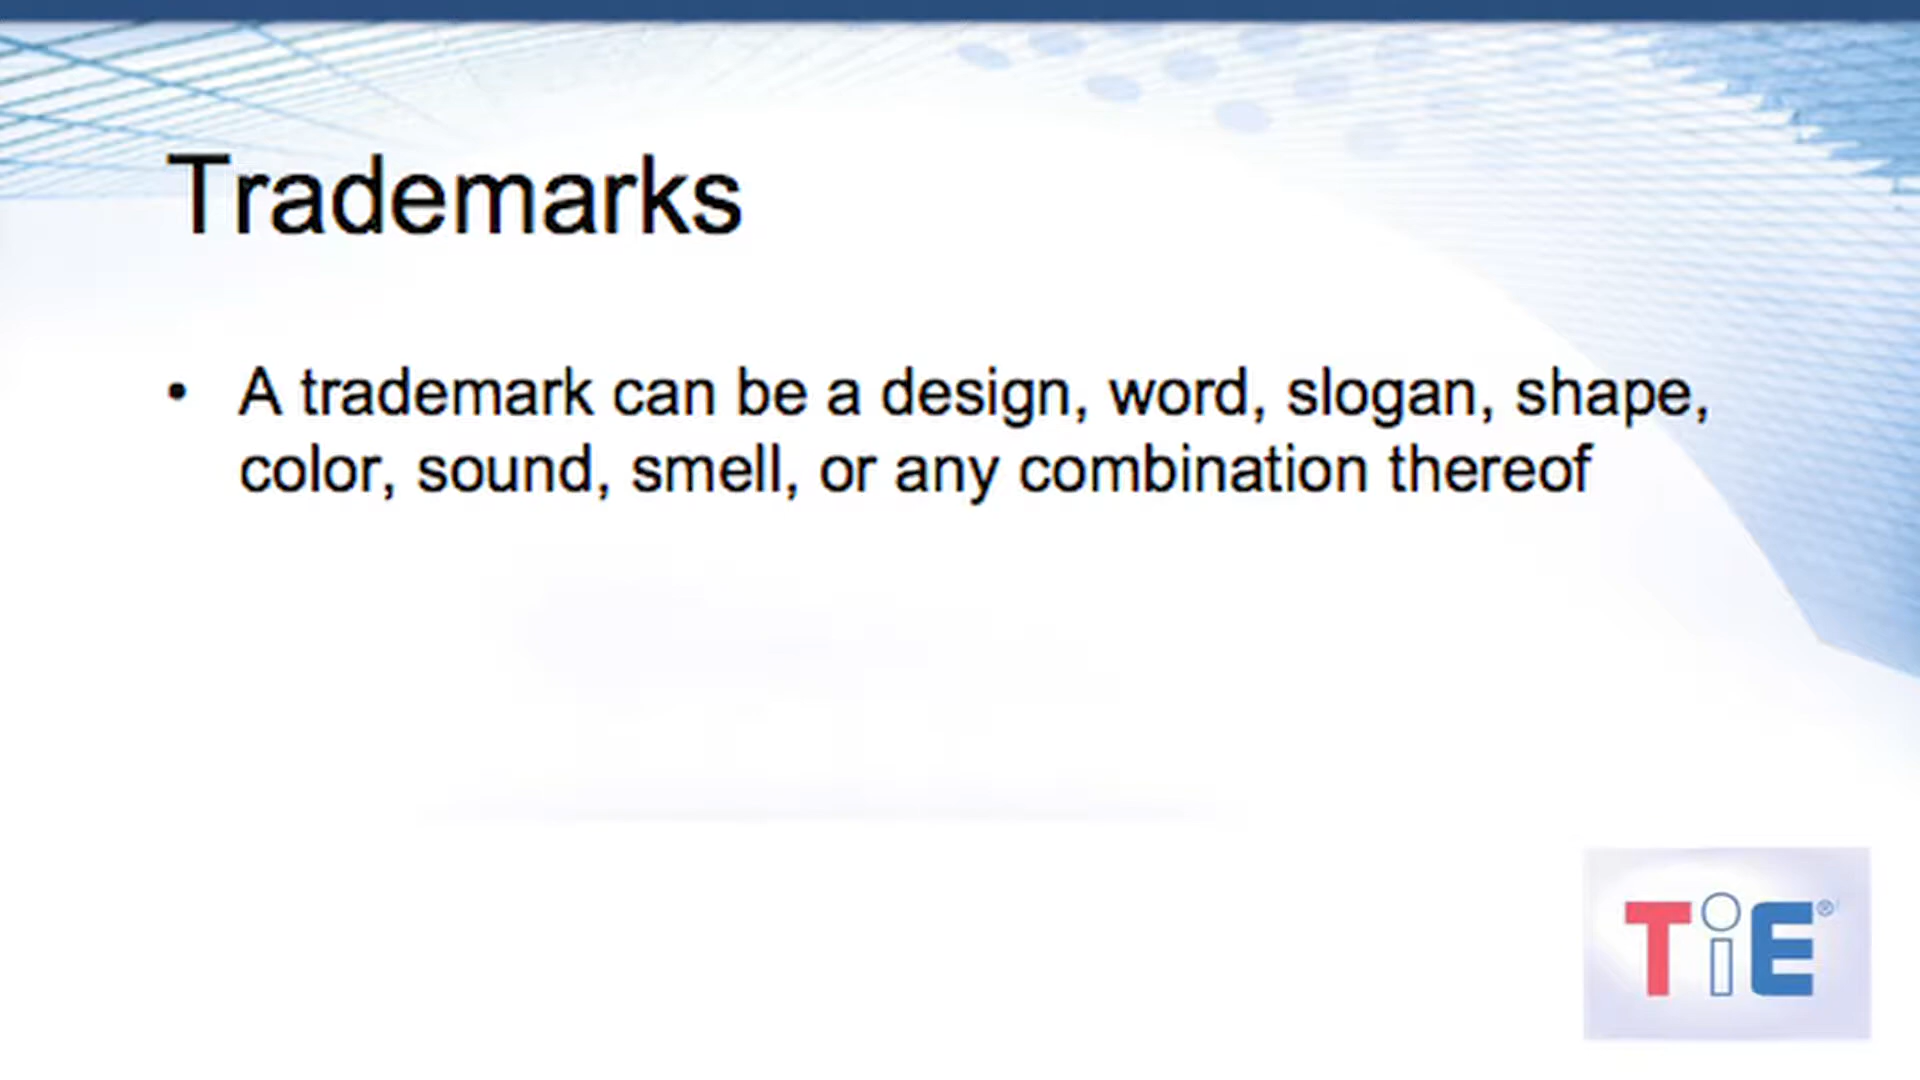 Trademarks
• A trademark can be a design, word, slogan, shape,
color, sound, smell, or any combination thereof
TiE®